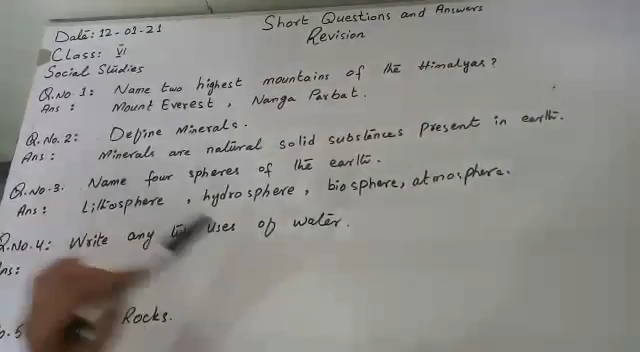 Date: 12-01-21
Short Questions and Answers
Revision
Class: VI
Social Studies
Q.No 1: Name two highest mountains of the Himalyas?
Ans: Mount Everest, Nanga Parbat.
Q.No.2: Define Minerals.
Ans: Minerals are natural solid substances present in earth.
Q.No.3. Name four spheres of the earth.
Ans: Lithosphere, hydrosphere, biosphere, atmosphere.
Q.No.4: Write any uses of water.
Ans:
5 Rocks.